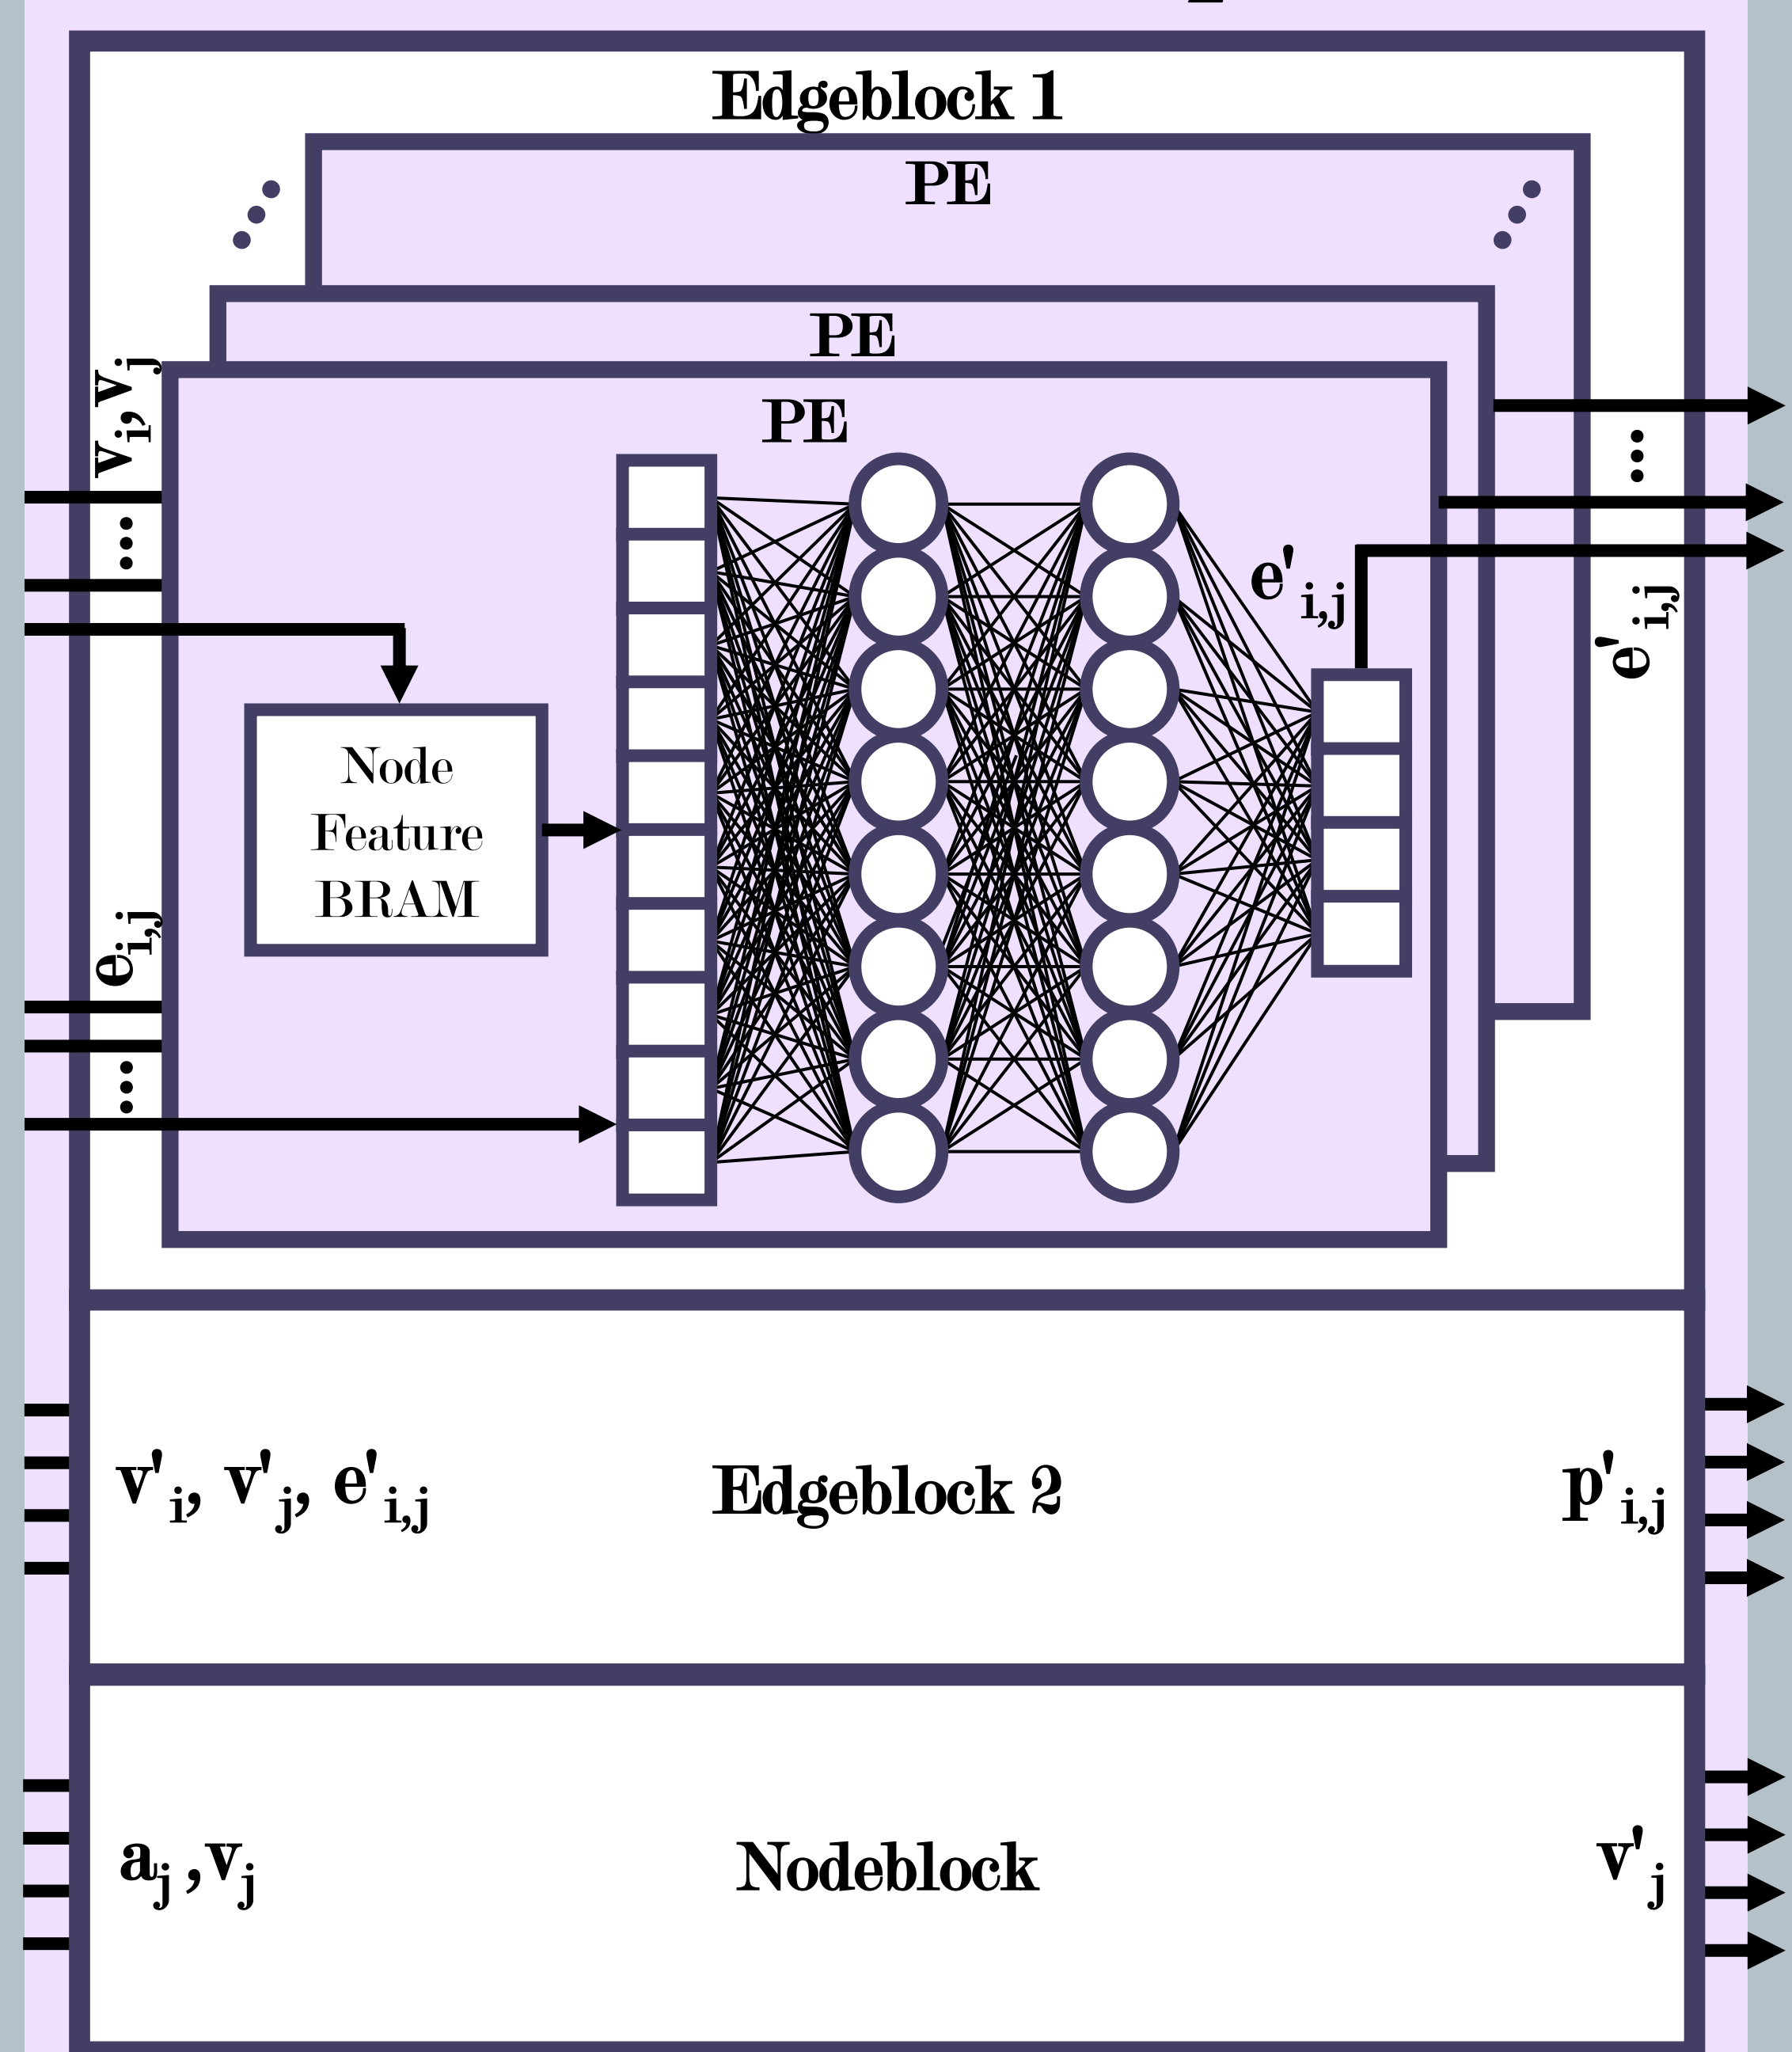 Edgeblock 1
PE
PE
PE
v_i, v_j
e'_i,j
e'_i,j
Node
Feature
BRAM
e_i,j
v'_i, v'_j, e'_i,j
Edgeblock 2
p'_i,j
a_j ,v_j
Nodeblock
v'_j